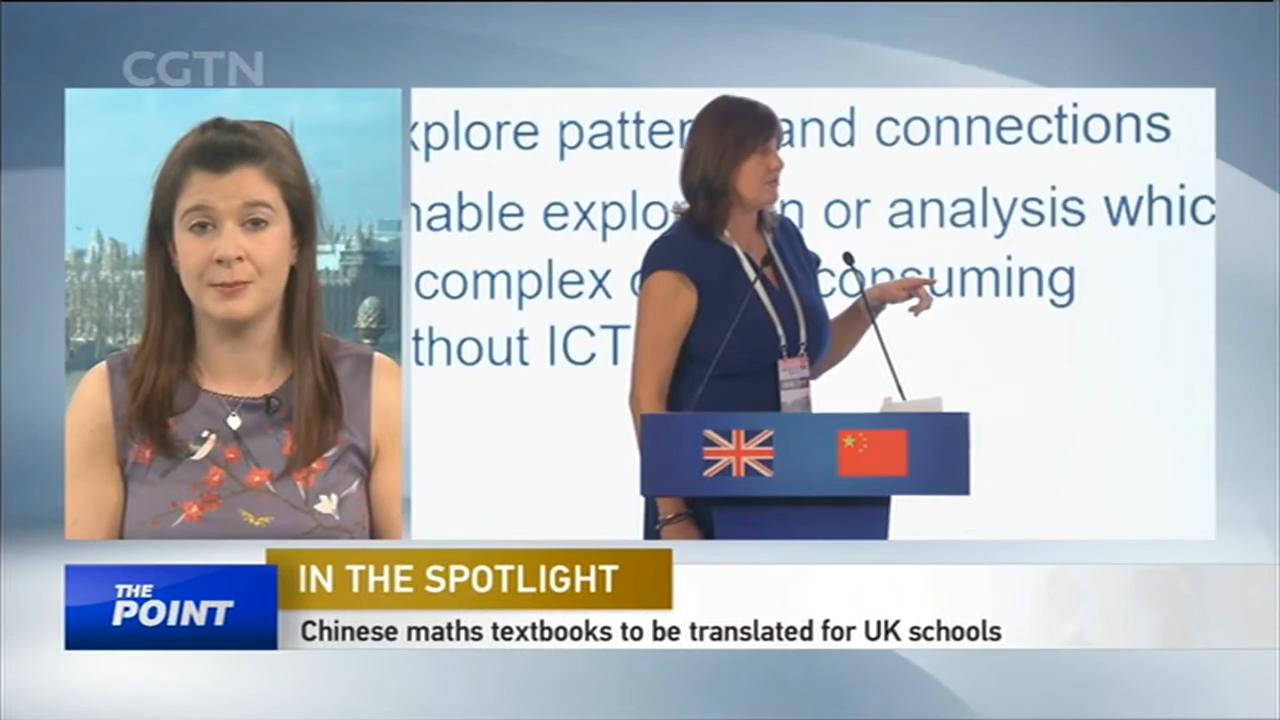 CGTN
xplore patter and connections
nable explo n or analysis whic
complex consuming
thout ICT
IN THE SPOTLIGHT
THE
POINT
Chinese maths textbooks to be translated for UK schools